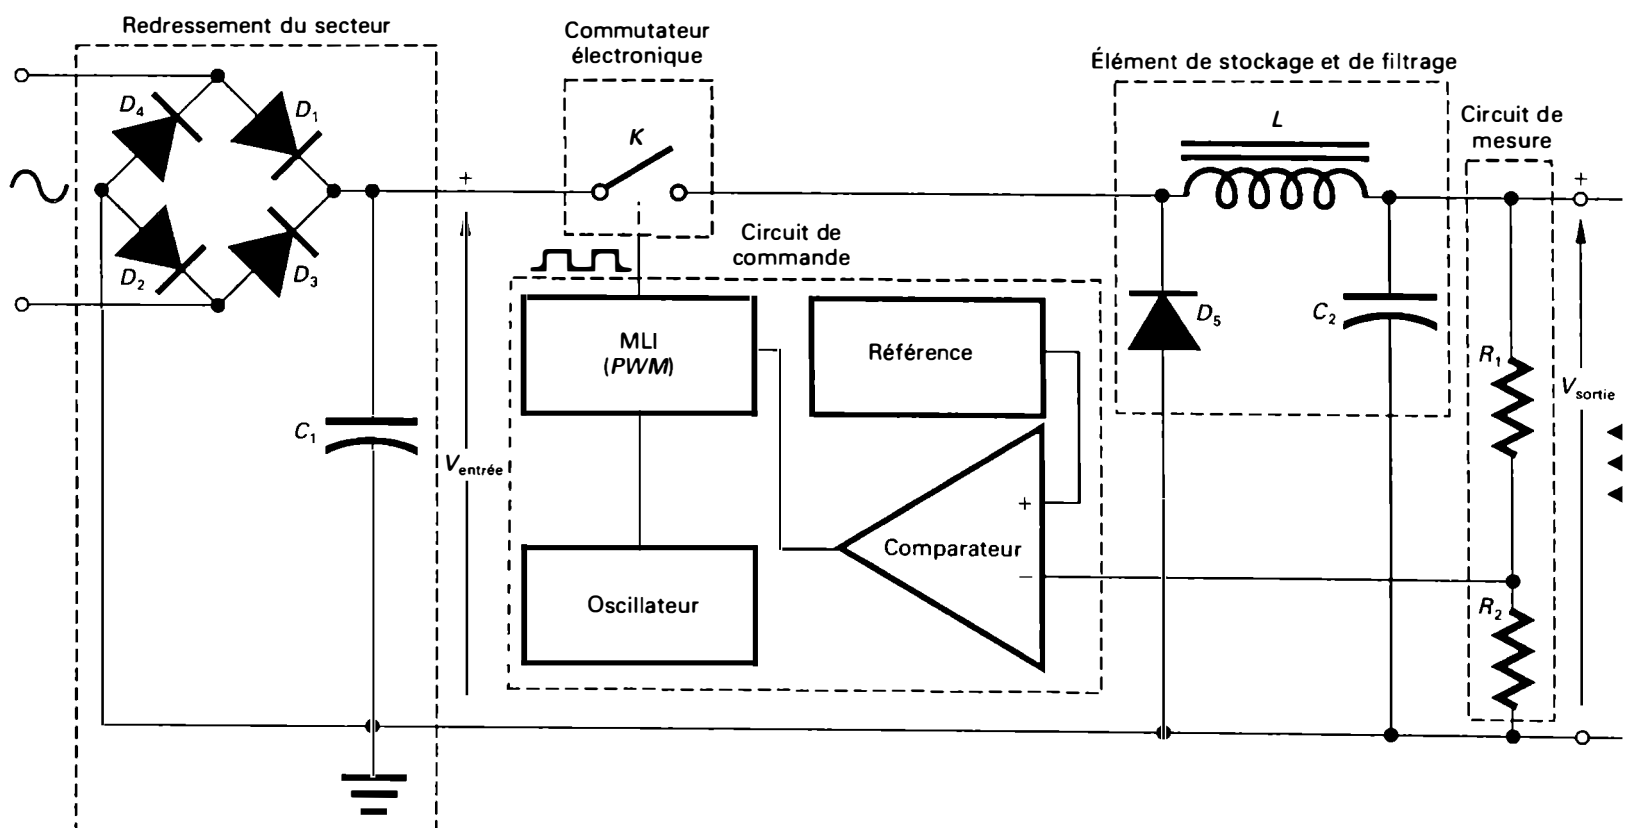 Redressement du secteur
Commutateur
électronique
Élément de stockage et de filtrage
Circuit de
mesure
D4
D1
K
L
+
+
D2
D3
Circuit de
commande
D5
C2
MLI
(PWM)
Référence
R1
Vsortie
C1
Ventrée
+
Comparateur
−
Oscillateur
R2